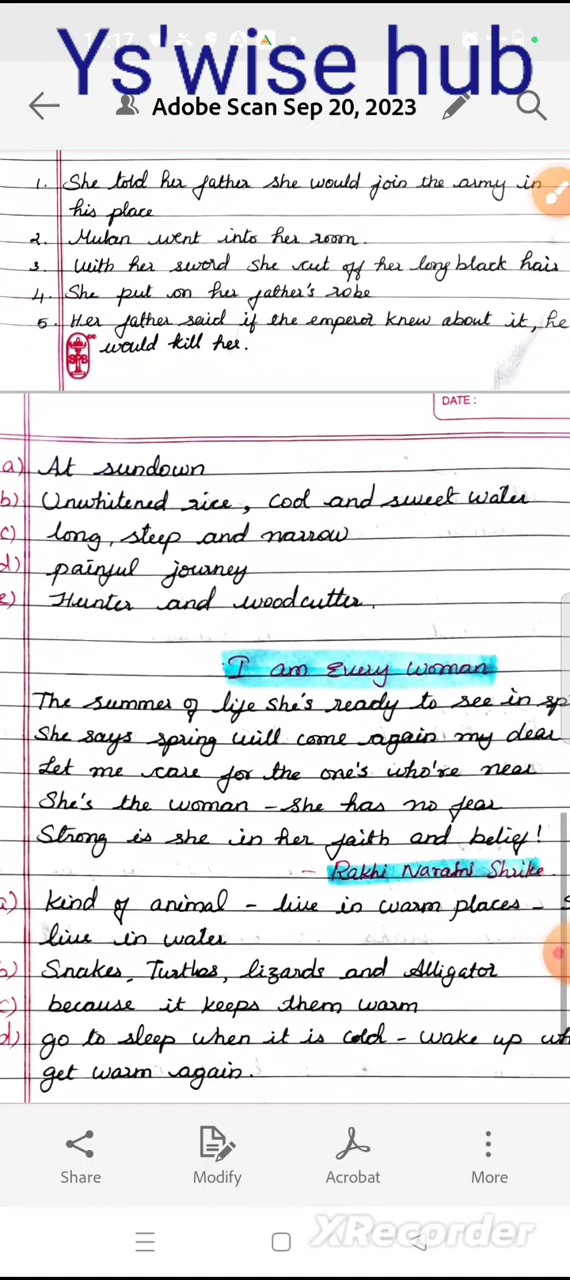 17:17
Ys'wise hub
Adobe Scan Sep 20, 2023
1. She told her father she would join the army in
his place
2. Mulan went into her room.
3. With her sword she cut off her long black hair
4. She put on her father's robe
5. Her father said if the emperor knew about it, he
would kill her.
SPB
DATE :
a) At sundown
b) Unwhitened rice, cool and sweet water
c) long, steep and narrow
d) painful journey
e) Hunter and woodcutter.
I am Every woman
The summer of life she's ready to see in sp
She says spring will come again my dear
Let me care for the one's who're near
She's the woman - she has no fear
Strong is she in her faith and belief!
- Rakhi Narami Shrike
a) kind of animal - live in warm places - s
live in water
b) Snakes, Turtles, lizards and Alligator
c) because it keeps them warm
d) go to sleep when it is cold - wake up wh
get warm again.
Share
Modify
Acrobat
More
XRecorder